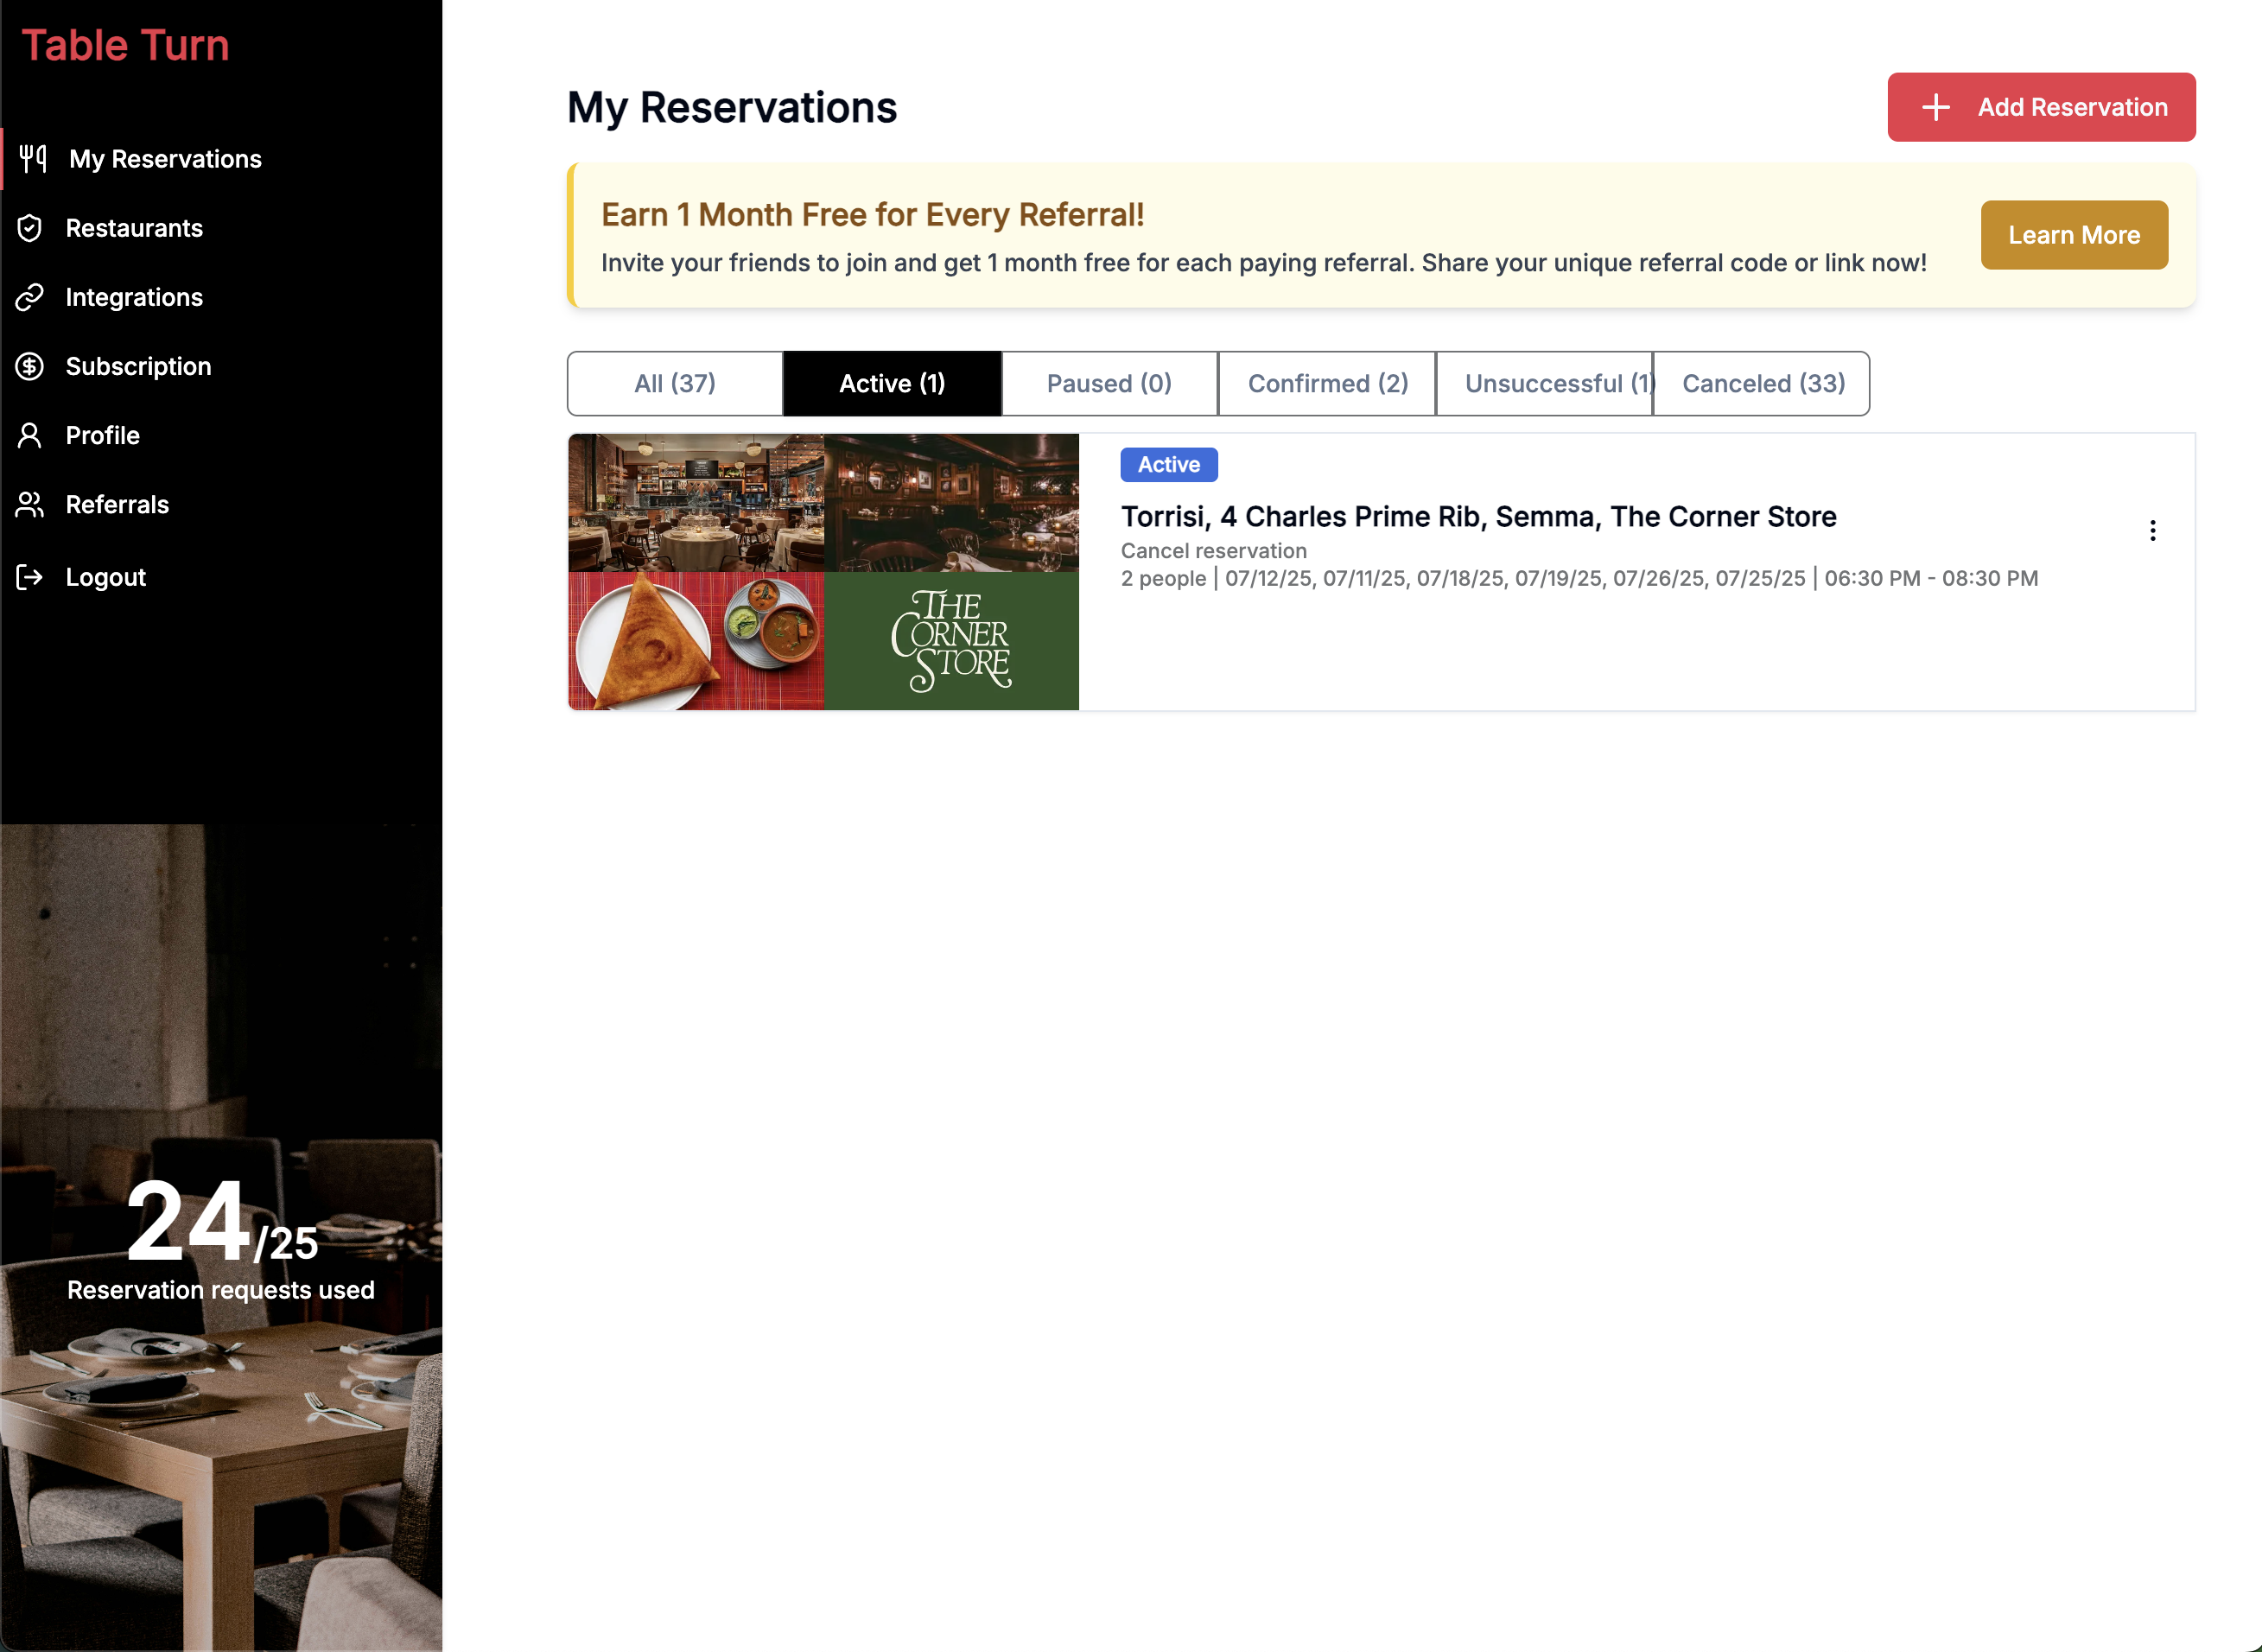 Table Turn
My Reservations
Restaurants
Integrations
Subscription
Profile
Referrals
Logout
24/25
Reservation requests used
My Reservations
Add Reservation
Earn 1 Month Free for Every Referral!
Invite your friends to join and get 1 month free for each paying referral. Share your unique referral code or link now!
Learn More
All (37)
Active (1)
Paused (0)
Confirmed (2)
Unsuccessful (1)
Canceled (33)
THE
CORNER
STORE
Active
Torrisi, 4 Charles Prime Rib, Semma, The Corner Store
Cancel reservation
2 people | 07/12/25, 07/11/25, 07/18/25, 07/19/25, 07/26/25, 07/25/25 | 06:30 PM - 08:30 PM